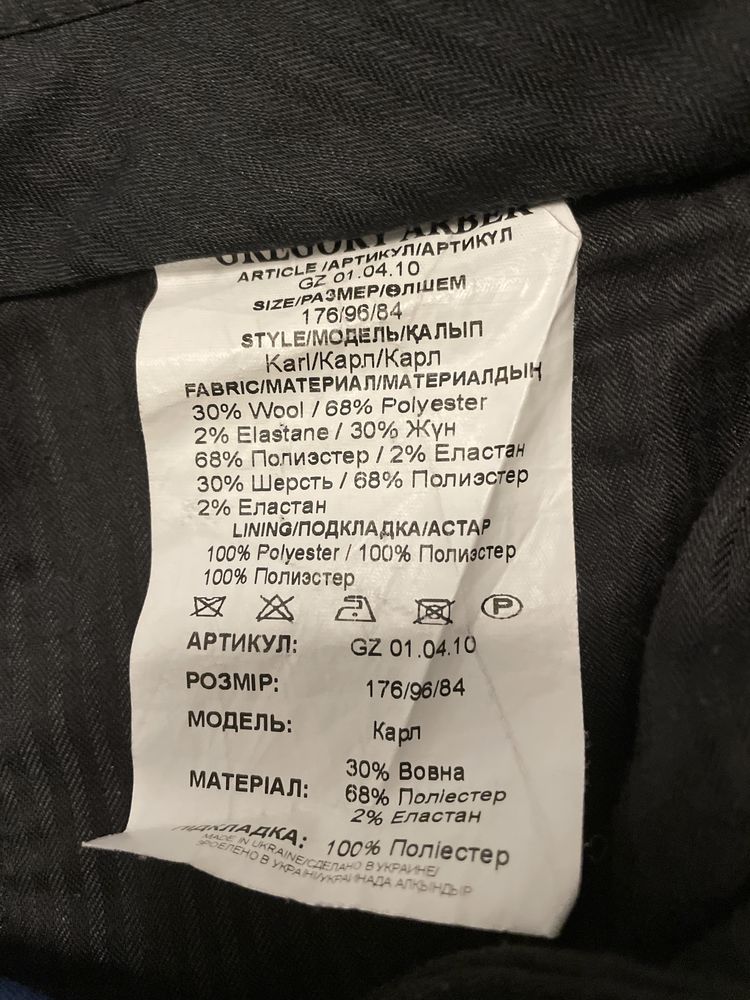 GREGORY ARBER
ARTICLE /АРТИКУЛ/АРТИКҮЛ
GZ 01.04.10
SIZE/РАЗМЕР/ӨЛШЕМ
176/96/84
STYLE/МОДЕЛЬ/ҚАЛЫП
Karl/Карл/Карл
FABRIC/МАТЕРИАЛ/МАТЕРИАЛДЫҢ
30% Wool / 68% Polyester
2% Elastane / 30% Жүн
68% Полиэстер / 2% Еластан
30% Шерсть / 68% Полиэстер
2% Еластан
LINING/ПОДКЛАДКА/АСТАР
100% Polyester / 100% Полиэстер
100% Полиэстер
P
АРТИКУЛ: GZ 01.04.10
РОЗМІР: 176/96/84
МОДЕЛЬ: Карл
МАТЕРІАЛ: 30% Вовна
68% Поліестер
2% Еластан
ПІДКЛАДКА: 100% Поліестер
MADE IN UKRAINE/СДЕЛАНО В УКРАИНЕ/
ЗРОБЛЕНО В УКРАЇНІ/УКРАИНАДА